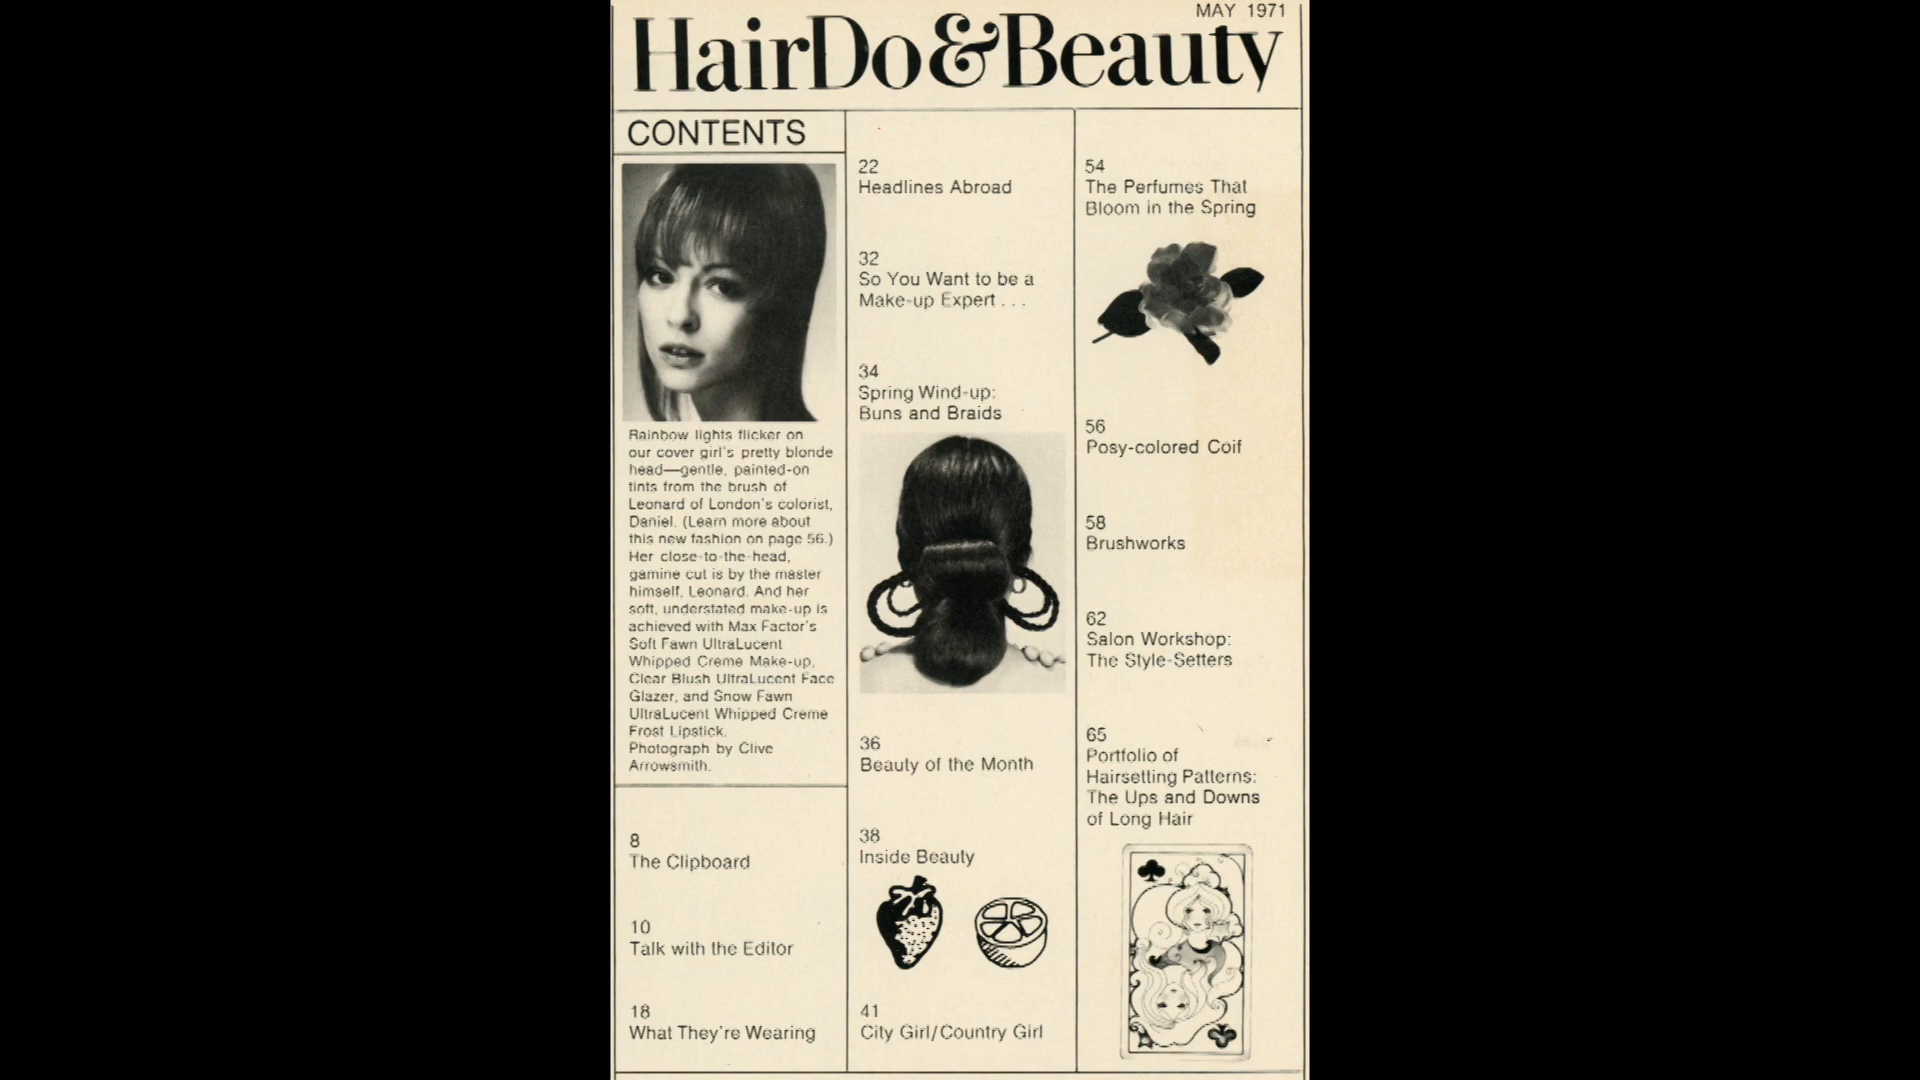 MAY 1971
HairDo&Beauty
CONTENTS
Rainbow lights flicker on
our cover girl's pretty blonde
head—gentle, painted-on
tints from the brush of
Leonard of London's colorist,
Daniel. (Learn more about
this new fashion on page 56.)
Her close-to-the-head,
gamine cut is by the master
himself, Leonard. And her
soft, understated make-up is
achieved with Max Factor's
Soft Fawn UltraLucent
Whipped Creme Make-up,
Clear Blush UltraLucent Face
Glazer, and Snow Fawn
UltraLucent Whipped Creme
Frost Lipstick.
Photograph by Clive
Arrowsmith.
8
The Clipboard
10
Talk with the Editor
18
What They're Wearing
22
Headlines Abroad
32
So You Want to be a
Make-up Expert . . .
34
Spring Wind-up:
Buns and Braids
36
Beauty of the Month
38
Inside Beauty
41
City Girl/Country Girl
54
The Perfumes That
Bloom in the Spring
56
Posy-colored Coif
58
Brushworks
62
Salon Workshop:
The Style-Setters
65
Portfolio of
Hairsetting Patterns:
The Ups and Downs
of Long Hair